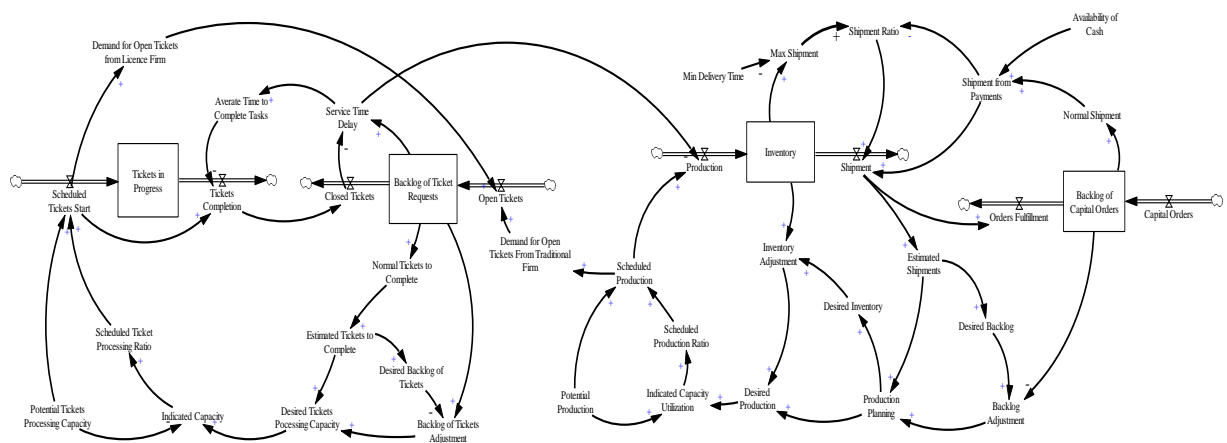 Demand for Open Tickets
from Licence Firm
Averate Time to
Complete Tasks
Service Time
Delay
Tickets in
Progress
Scheduled
Tickets Start
Tickets
Completion
Closed Tickets
Backlog of Ticket
Requests
Open Tickets
Normal Tickets to
Complete
Demand for Open
Tickets From Traditional
Firm
Scheduled Ticket
Processing Ratio
Estimated Tickets to
Complete
Desired Backlog of
Tickets
Potential Tickets
Processing Capacity
Indicated Capacity
Desired Tickets
Pocessing Capacity
Backlog of Tickets
Adjustment
Min Delivery Time
Max Shipment
Shipment Ratio
Availability of
Cash
Shipment from
Payments
Normal Shipment
Production
Inventory
Shipment
Orders Fulfillment
Backlog of
Capital Orders
Capital Orders
Scheduled
Production
Inventory
Adjustment
Estimated
Shipments
Desired Inventory
Desired Backlog
Scheduled
Production Ratio
Potential
Production
Indicated Capacity
Utilization
Desired
Production
Production
Planning
Backlog
Adjustment